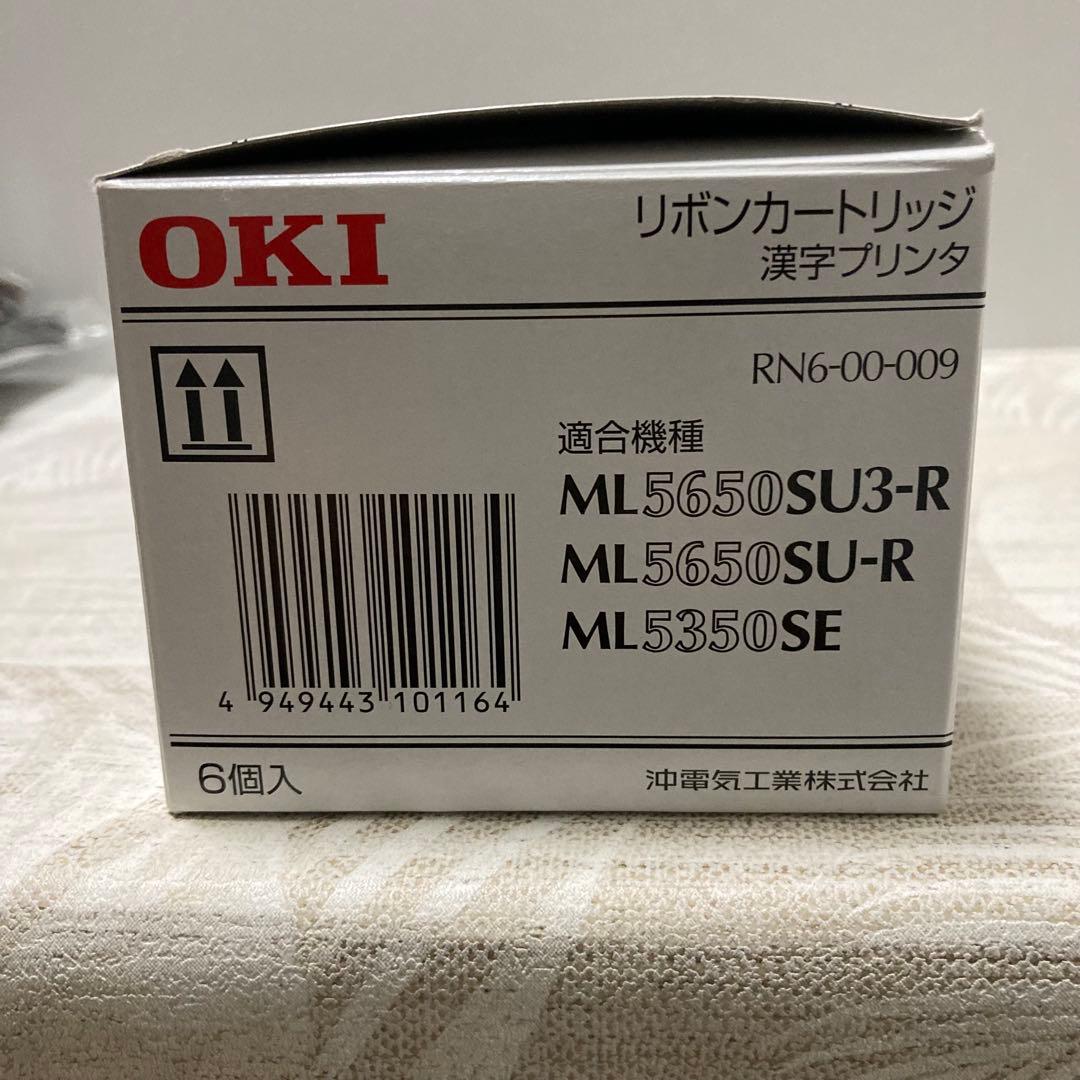 OKI
リボンカートリッジ
漢字プリンタ
RN6-00-009
適合機種
ML5650SU3-R
ML5650SU-R
ML5350SE
4 949443 101164
6個入
沖電気工業株式会社